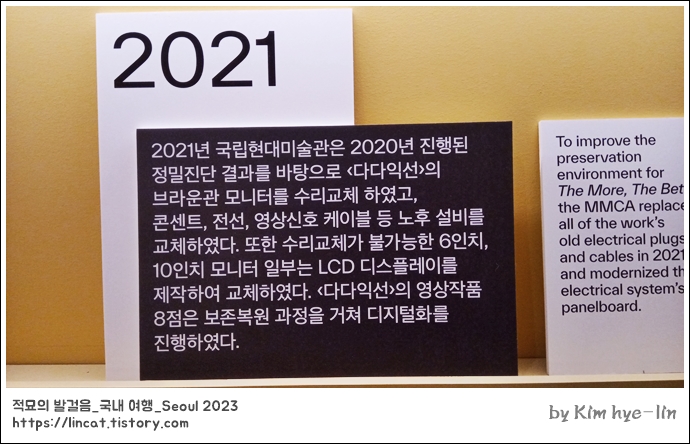 2021
2021년 국립현대미술관은 2020년 진행된
정밀진단 결과를 바탕으로 <다다익선>의
브라운관 모니터를 수리교체 하였고,
콘센트, 전선, 영상신호 케이블 등 노후 설비를
교체하였다. 또한 수리교체가 불가능한 6인치,
10인치 모니터 일부는 LCD 디스플레이를
제작하여 교체하였다. <다다익선>의 영상작품
8점은 보존복원 과정을 거쳐 디지털화를
진행하였다.
To improve the
preservation
environment for
The More, The Bet
the MMCA replace
all of the work's
old electrical plugs
and cables in 2021
and modernized th
electrical system's
panelboard.
적묘의 발걸음_국내 여행_Seoul 2023
https://lincat.tistory.com
by Kim hye-lin